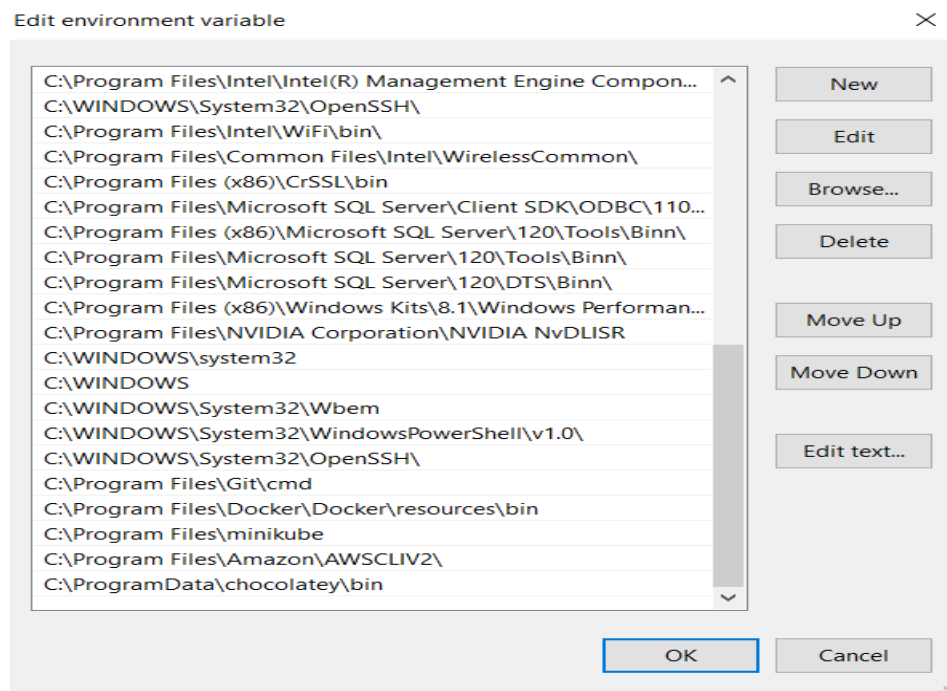 Edit environment variable
C:\Program Files\Intel\Intel(R) Management Engine Compon...
C:\WINDOWS\System32\OpenSSH\
C:\Program Files\Intel\WiFi\bin\
C:\Program Files\Common Files\Intel\WirelessCommon\
C:\Program Files (x86)\CrSSL\bin
C:\Program Files\Microsoft SQL Server\Client SDK\ODBC\110...
C:\Program Files (x86)\Microsoft SQL Server\120\Tools\Binn\
C:\Program Files\Microsoft SQL Server\120\Tools\Binn\
C:\Program Files\Microsoft SQL Server\120\DTS\Binn\
C:\Program Files (x86)\Windows Kits\8.1\Windows Performan...
C:\Program Files\NVIDIA Corporation\NVIDIA NvDLISR
C:\WINDOWS\system32
C:\WINDOWS
C:\WINDOWS\System32\Wbem
C:\WINDOWS\System32\WindowsPowerShell\v1.0\
C:\WINDOWS\System32\OpenSSH\
C:\Program Files\Git\cmd
C:\Program Files\Docker\Docker\resources\bin
C:\Program Files\minikube
C:\Program Files\Amazon\AWSCLIV2\
C:\ProgramData\chocolatey\bin
New
Edit
Browse...
Delete
Move Up
Move Down
Edit text...
OK
Cancel